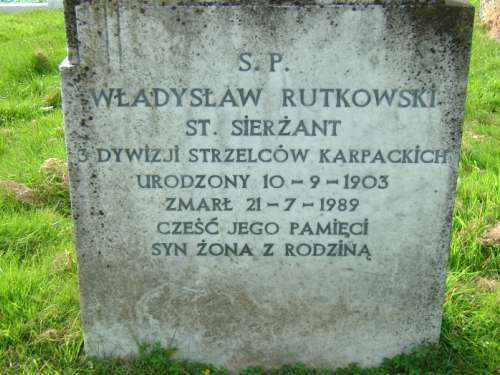 S. P.
WŁADYSŁAW RUTKOWSKI
ST. SIERŻANT
3 DYWIZJI STRZELCÓW KARPACKICH
URODZONY 10 – 9 – 1903
ZMARŁ 21 – 7 – 1989
CZEŚĆ JEGO PAMIĘCI
SYN ŻONA Z RODZINĄ